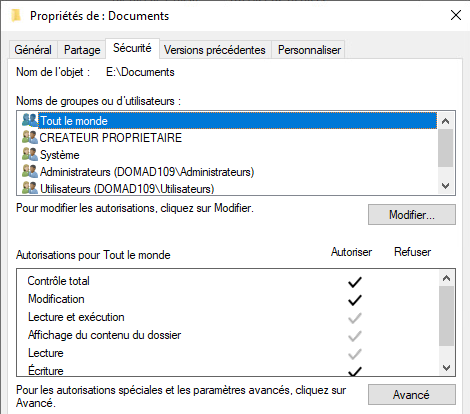 Propriétés de : Documents
Général Partage Sécurité Versions précédentes Personnaliser
Nom de l'objet : E:\Documents
Noms de groupes ou d'utilisateurs :
Tout le monde
CREATEUR PROPRIETAIRE
Système
Administrateurs (DOMAD109\Administrateurs)
Utilisateurs (DOMAD109\Utilisateurs)
Pour modifier les autorisations, cliquez sur Modifier.
Modifier...
Autorisations pour Tout le monde Autoriser Refuser
Contrôle total
Modification
Lecture et exécution
Affichage du contenu du dossier
Lecture
Écriture
Pour les autorisations spéciales et les paramètres avancés, cliquez sur
Avancé.
Avancé